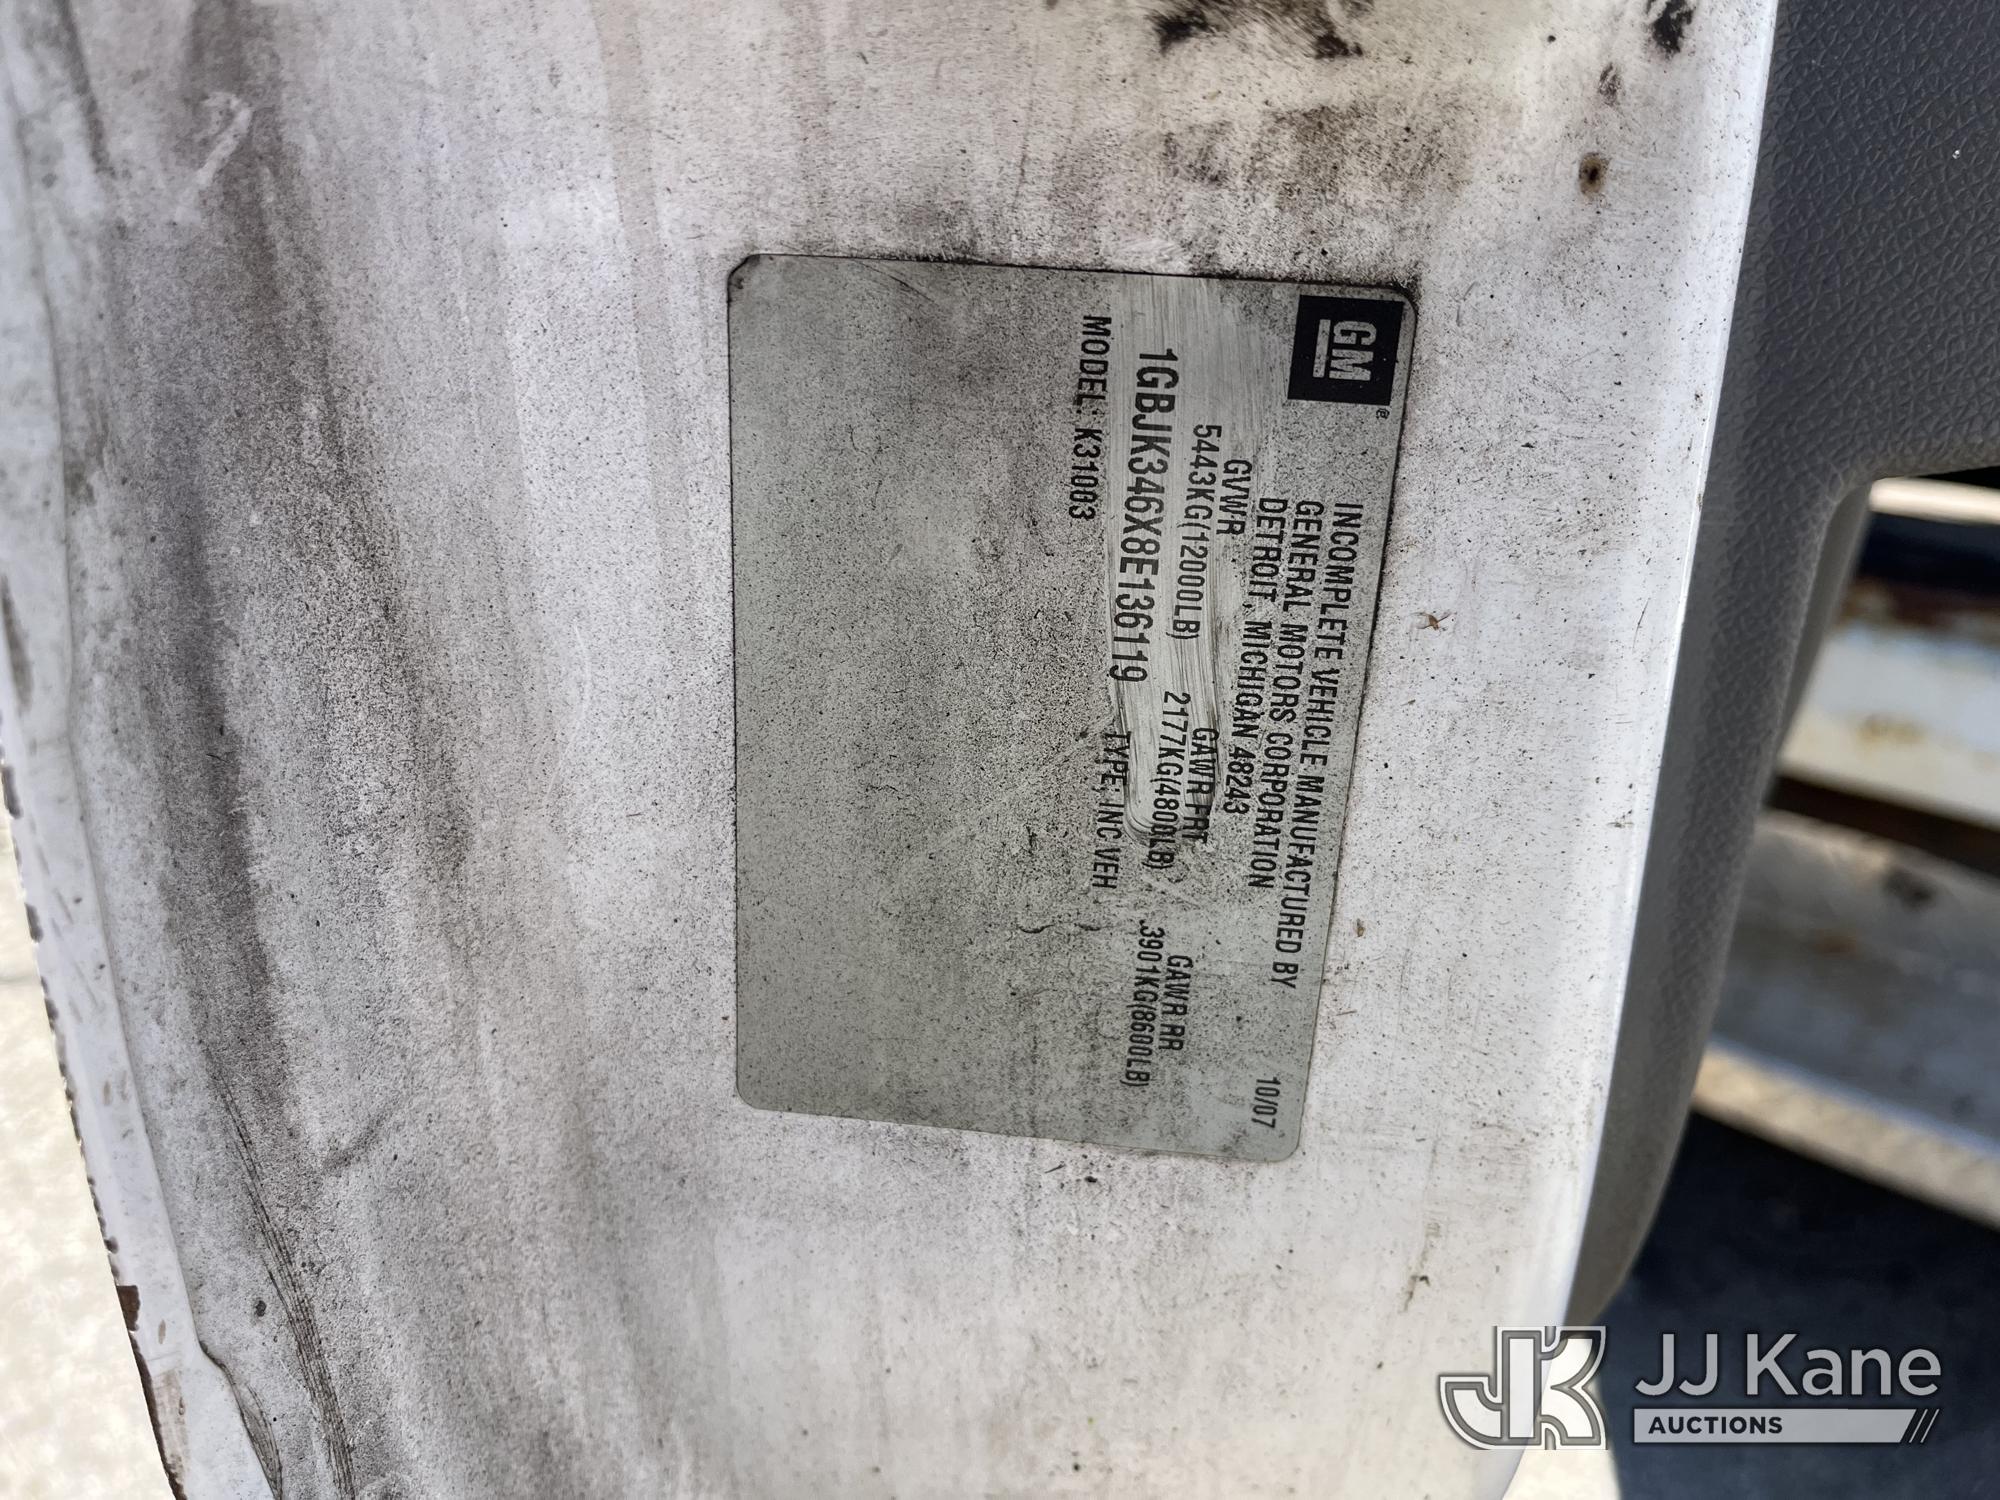 GM®
INCOMPLETE VEHICLE MANUFACTURED BY
GENERAL MOTORS CORPORATION
DETROIT, MICHIGAN 48243 10/07
GVWR GAWR FRT GAWR RR
5443KG(12000LB) 2177KG(4800LB) 3901KG(8600LB)
1GBJK346X8E136119 TYPE; INC VEH
MODEL: K31003
JK JJ Kane
AUCTIONS